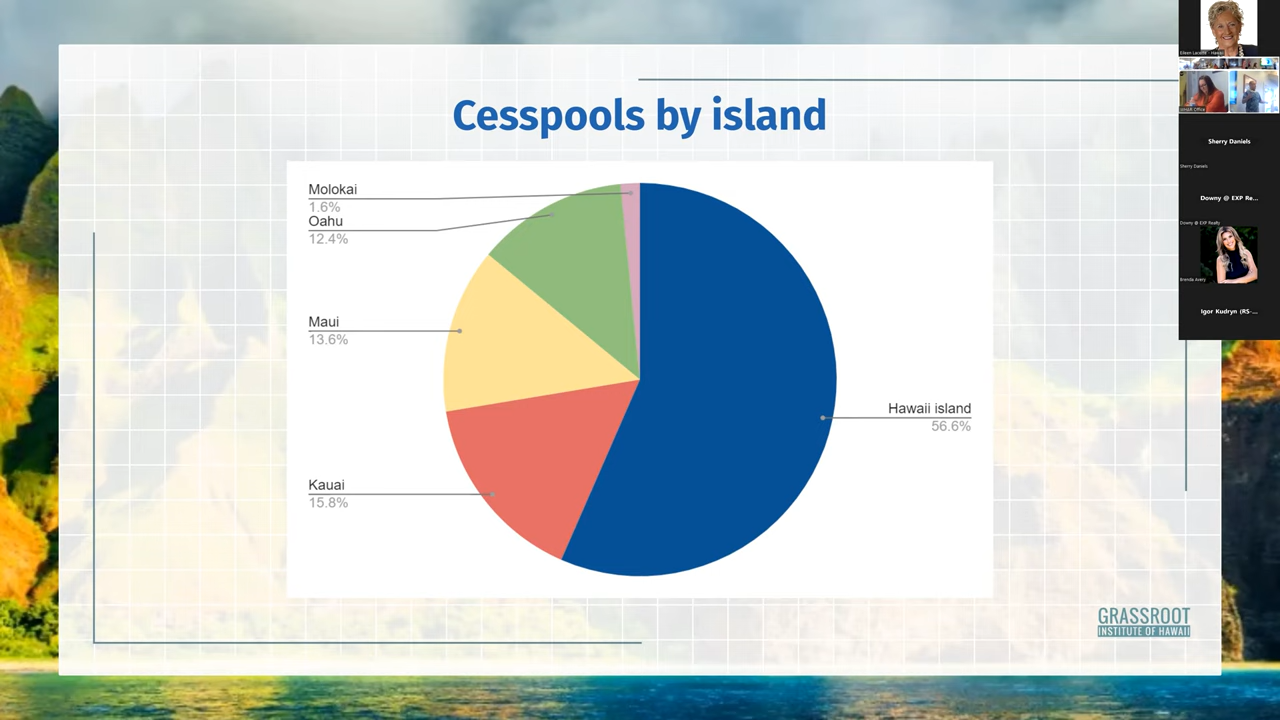 Cesspools by island
Molokai
1.6%
Oahu
12.4%
Maui
13.6%
Kauai
15.8%
Hawaii island
56.6%
GRASSROOT
INSTITUTE OF HAWAII
Sherry Daniels
Sherry Daniels
Downy @ EXP Re...
Downy @ EXP Realty
Brenda Avery
Igor Kudryn (RS-...